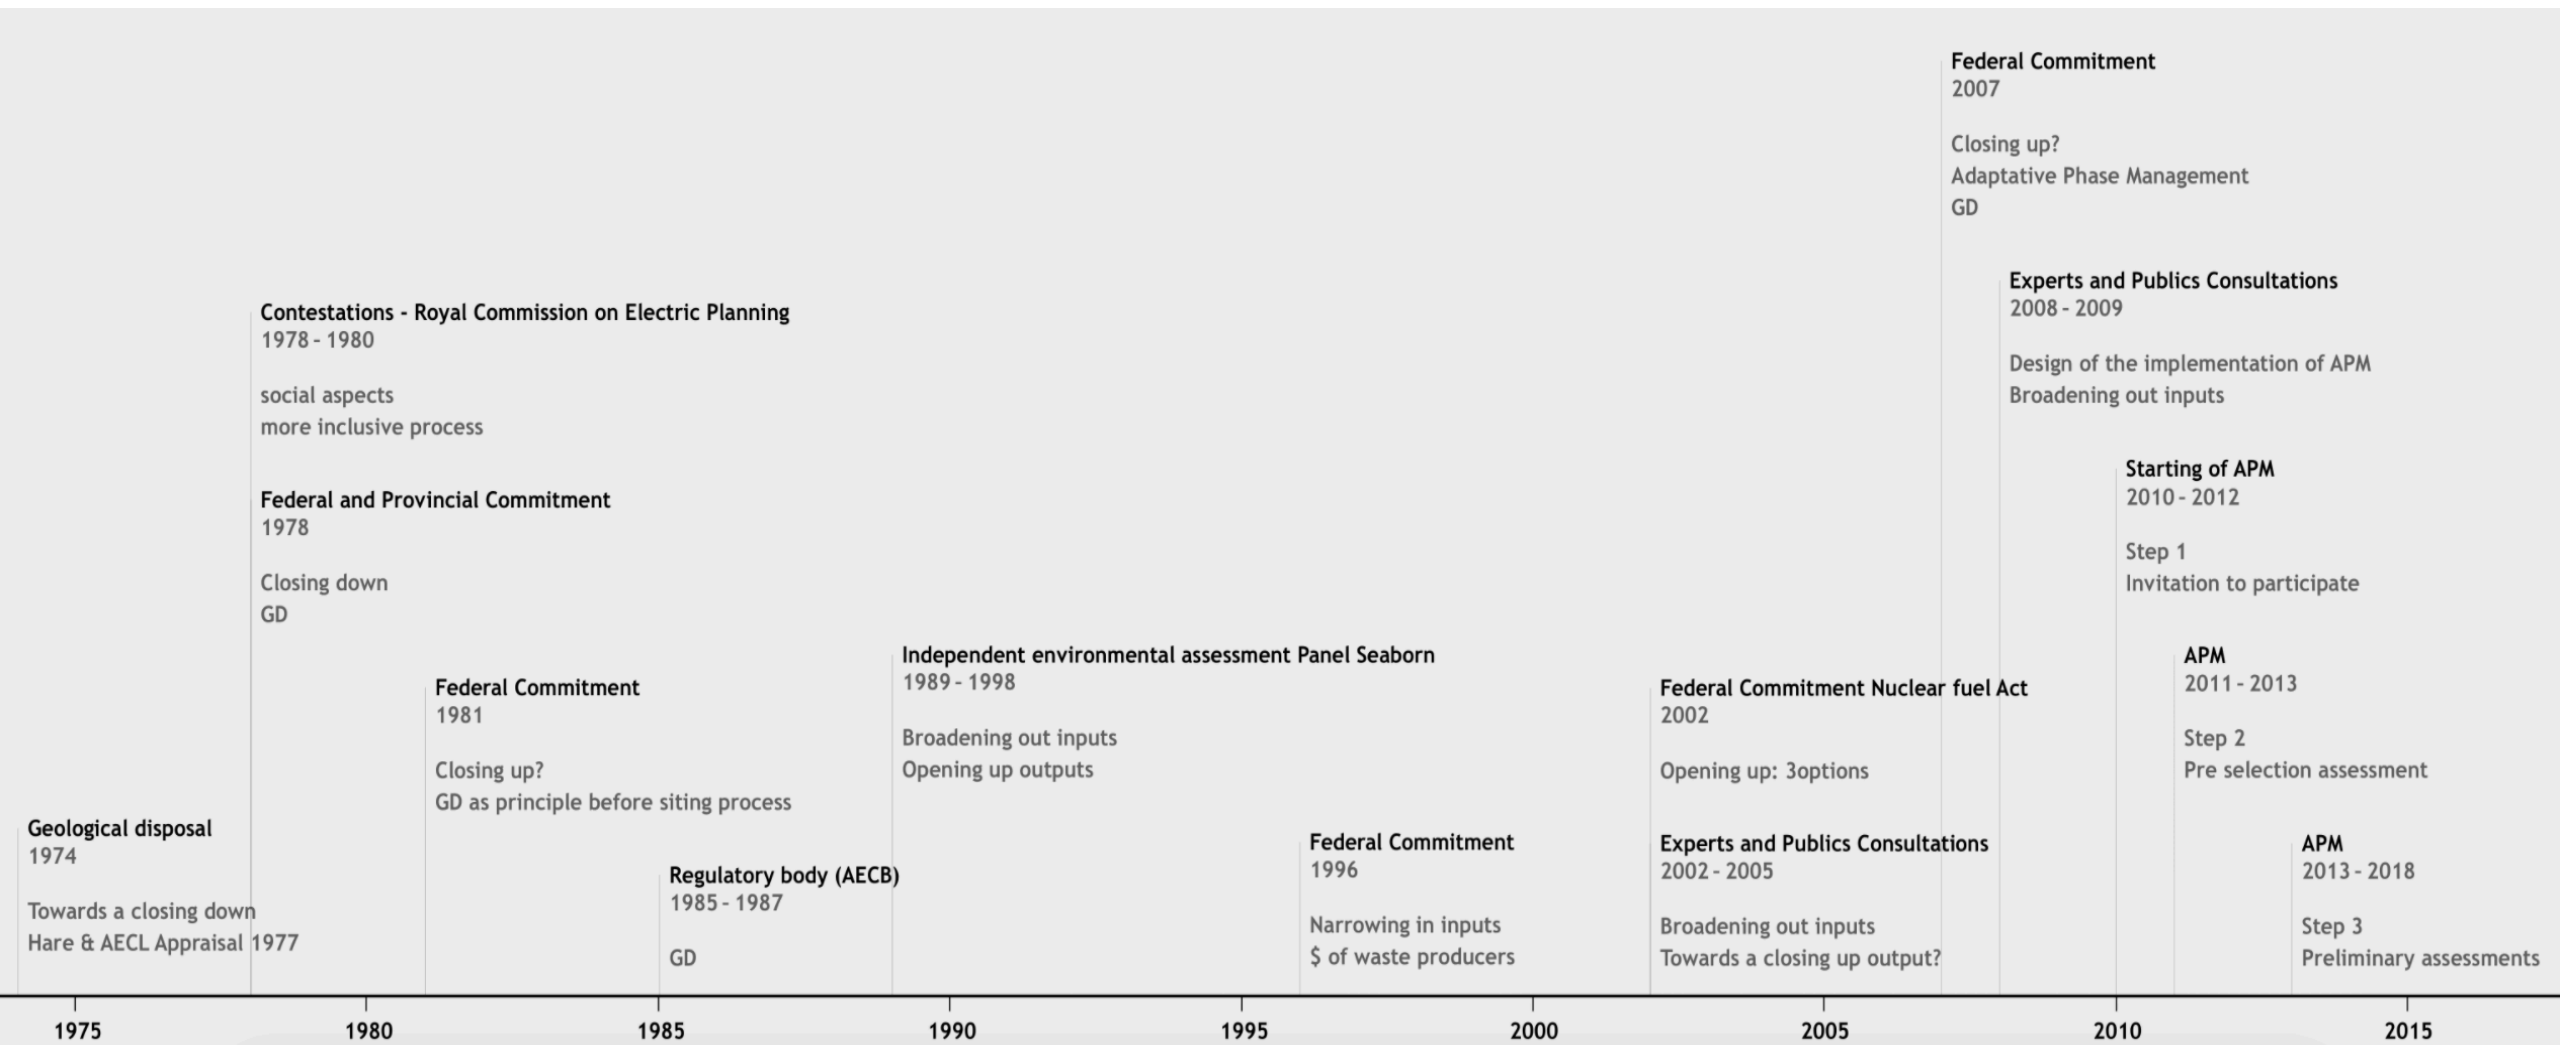 Federal Commitment
2007
Closing up?
Adaptative Phase Management
GD
Experts and Publics Consultations
2008 - 2009
Design of the implementation of APM
Broadening out inputs
Contestations - Royal Commission on Electric Planning
1978 - 1980
social aspects
more inclusive process
Starting of APM
2010 - 2012
Step 1
Invitation to participate
Federal and Provincial Commitment
1978
Closing down
GD
Independent environmental assessment Panel Seaborn
1989 - 1998
Broadening out inputs
Opening up outputs
APM
2011 - 2013
Step 2
Pre selection assessment
Federal Commitment
1981
Closing up?
GD as principle before siting process
Federal Commitment Nuclear fuel Act
2002
Opening up: 3options
Geological disposal
1974
Towards a closing down
Hare & AECL Appraisal 1977
Regulatory body (AECB)
1985 - 1987
GD
Federal Commitment
1996
Narrowing in inputs
$ of waste producers
Experts and Publics Consultations
2002 - 2005
Broadening out inputs
Towards a closing up output?
APM
2013 - 2018
Step 3
Preliminary assessments
1975 1980 1985 1990 1995 2000 2005 2010 2015